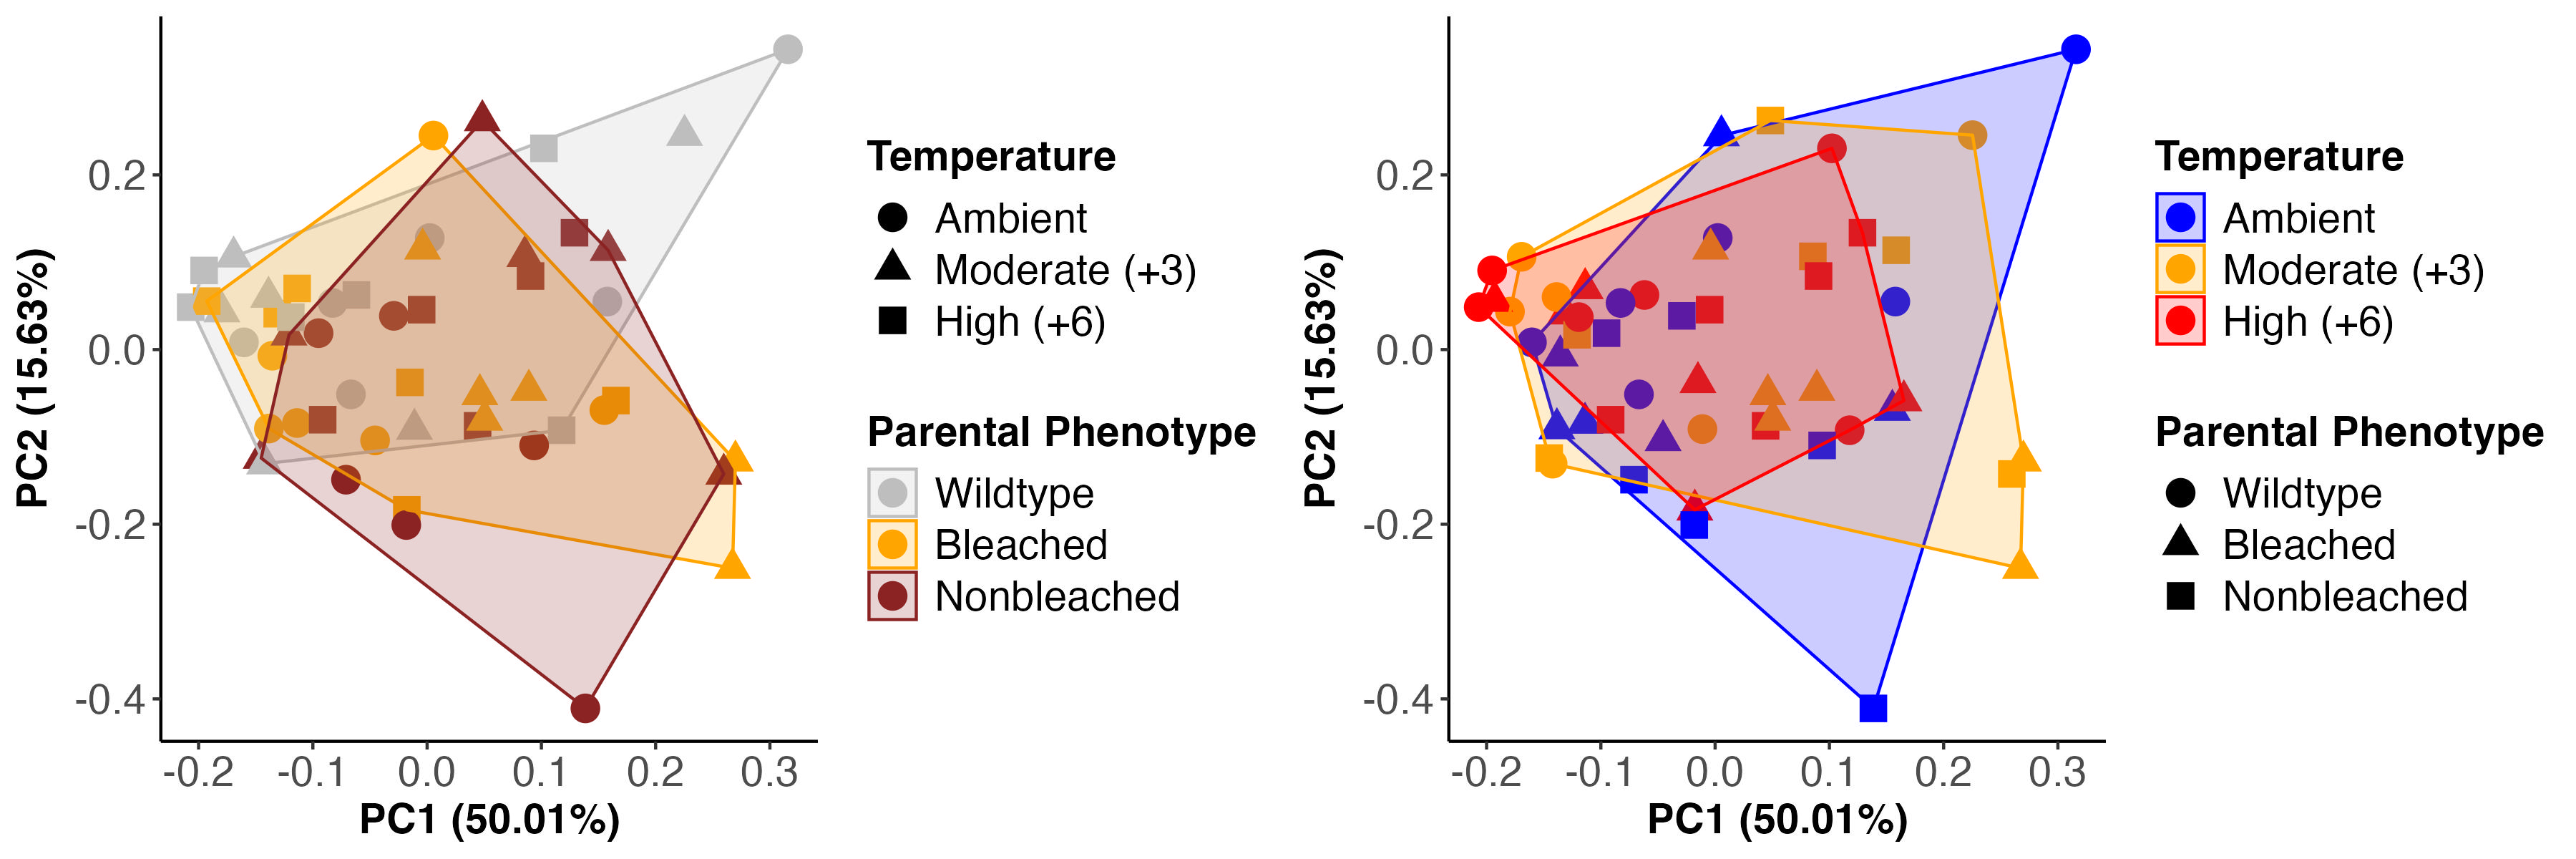 0.2
0.0
-0.2
-0.4
PC2 (15.63%)
-0.2 -0.1 0.0 0.1 0.2 0.3
PC1 (50.01%)
Temperature
Ambient
Moderate (+3)
High (+6)
Parental Phenotype
Wildtype
Bleached
Nonbleached
0.2
0.0
-0.2
-0.4
PC2 (15.63%)
-0.2 -0.1 0.0 0.1 0.2 0.3
PC1 (50.01%)
Temperature
Ambient
Moderate (+3)
High (+6)
Parental Phenotype
Wildtype
Bleached
Nonbleached